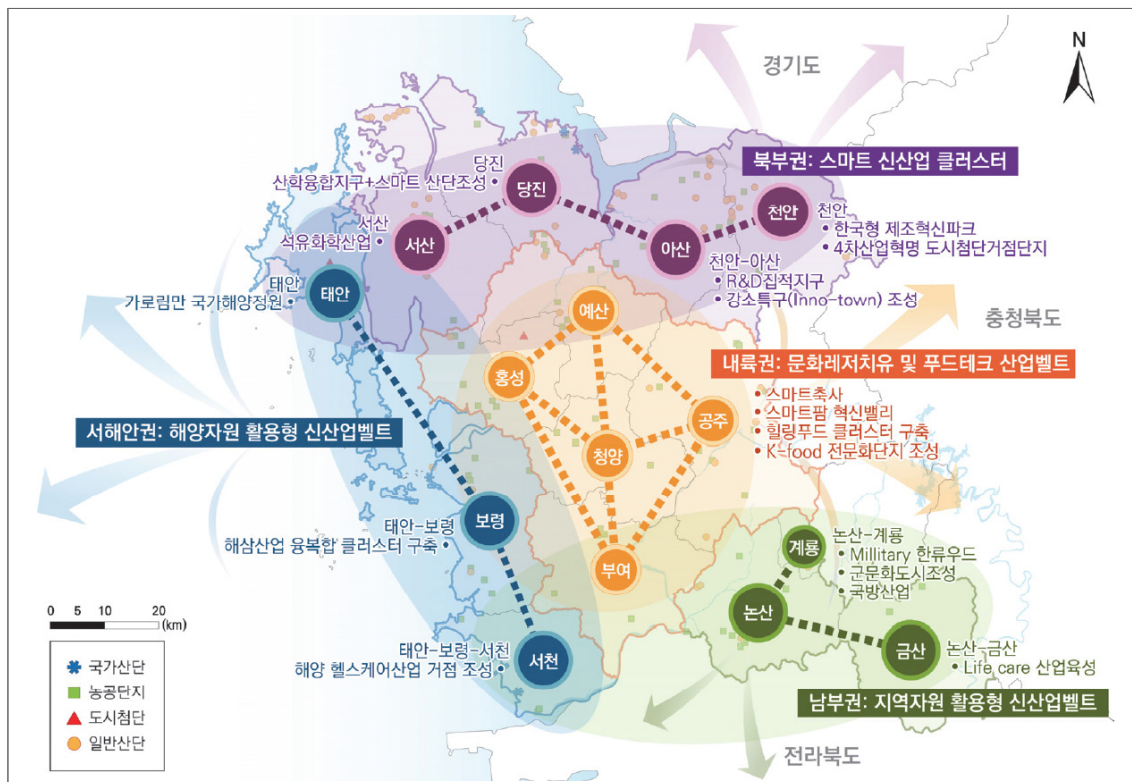 경기도
N
북부권: 스마트 신산업 클러스터
당진
산학융합지구+스마트 산단조성 •
당진
천안
천안
• 한국형 제조혁신파크
• 4차산업혁명 도시첨단거점단지
서산
석유화학산업 •
서산
아산
천안-아산
• R&D집적지구
• 강소특구(Inno-town) 조성
태안
가로림만 국가해양정원 •
태안
예산
충청북도
홍성
내륙권: 문화레저치유 및 푸드테크 산업벨트
• 스마트축사
• 스마트팜 혁신밸리
• 힐링푸드 클러스터 구축
• K-food 전문화단지 조성
공주
서해안권: 해양자원 활용형 신산업벨트
청양
보령
태안-보령
해삼산업 융복합 클러스터 구축 •
계룡
논산-계룡
• Millitary 한류우드
• 군문화도시조성
• 국방산업
부여
논산
0 5 10 20
(km)
금산
논산-금산
• Life care 산업육성
태안-보령-서천
해양 헬스케어산업 거점 조성 •
서천
국가산단
농공단지
도시첨단
일반산단
남부권: 지역자원 활용형 신산업벨트
전라북도